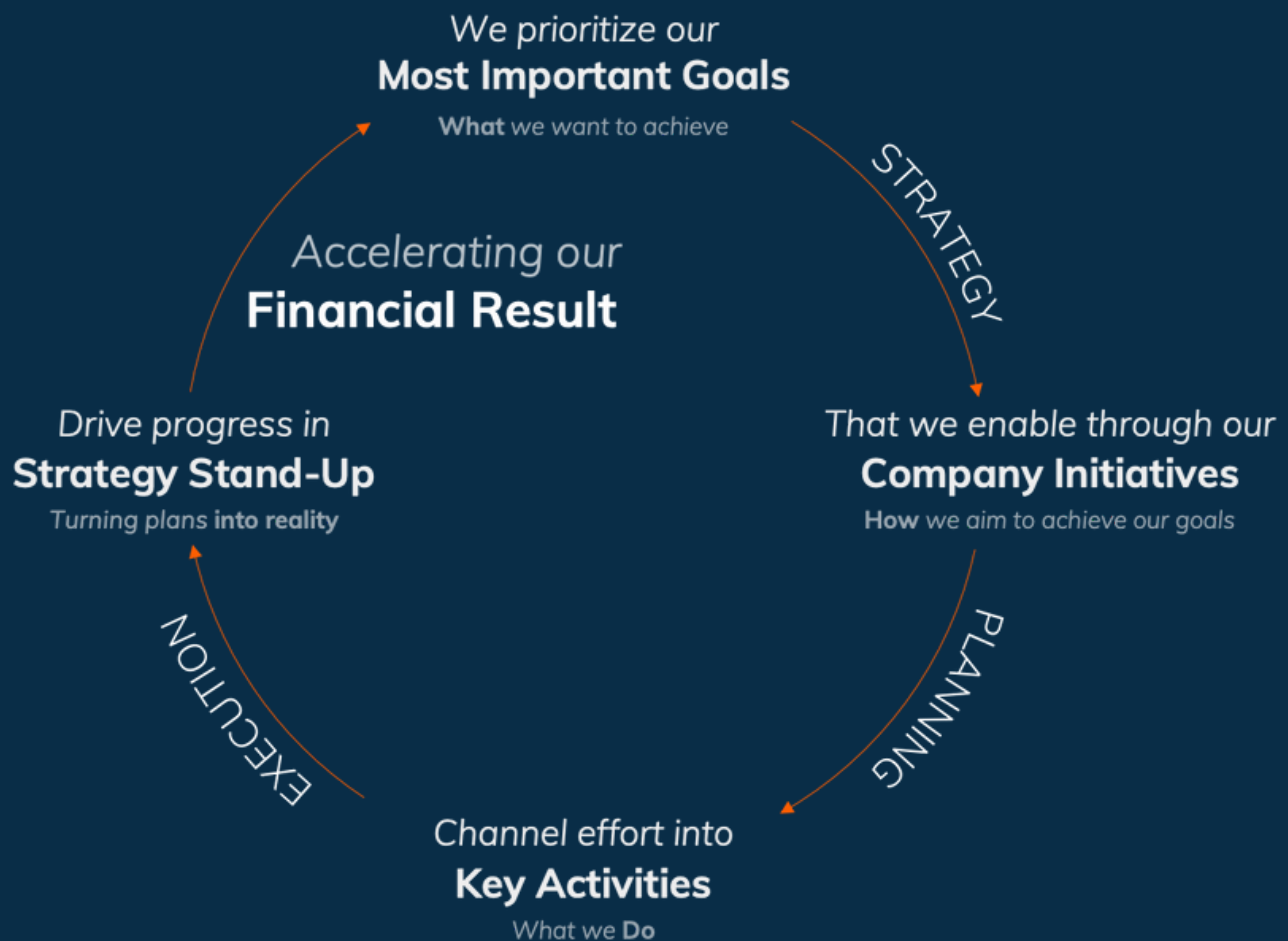 We prioritize our
Most Important Goals
What we want to achieve
STRATEGY
Accelerating our
Financial Result
Drive progress in
Strategy Stand-Up
Turning plans into reality
That we enable through our
Company Initiatives
How we aim to achieve our goals
EXECUTION
PLANNING
Channel effort into
Key Activities
What we Do